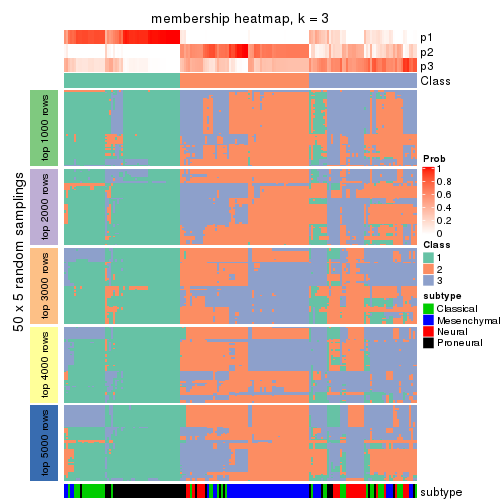 membership heatmap, k = 3
p1
p2
p3
Class
50 x 5 random samplings
top 1000 rows
top 2000 rows
top 3000 rows
top 4000 rows
top 5000 rows
Prob
1
0.8
0.6
0.4
0.2
0
Class
1
2
3
subtype
Classical
Mesenchymal
Neural
Proneural
subtype